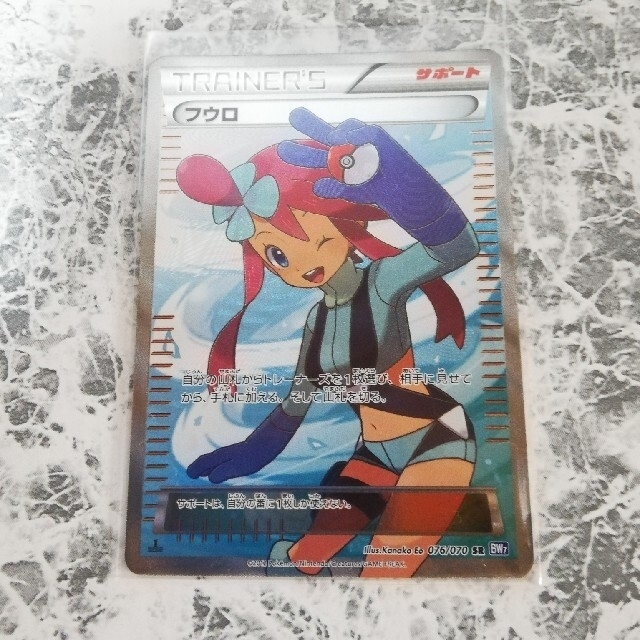 TRAINER'S サポート
フウロ
自分の山札からトレーナーズを1枚選び、相手に見せて
から、手札に加える。そして山札を切る。
サポートは、自分の番に1枚しか使えない。
illus.Kanako Eo 076/070 SR BW7